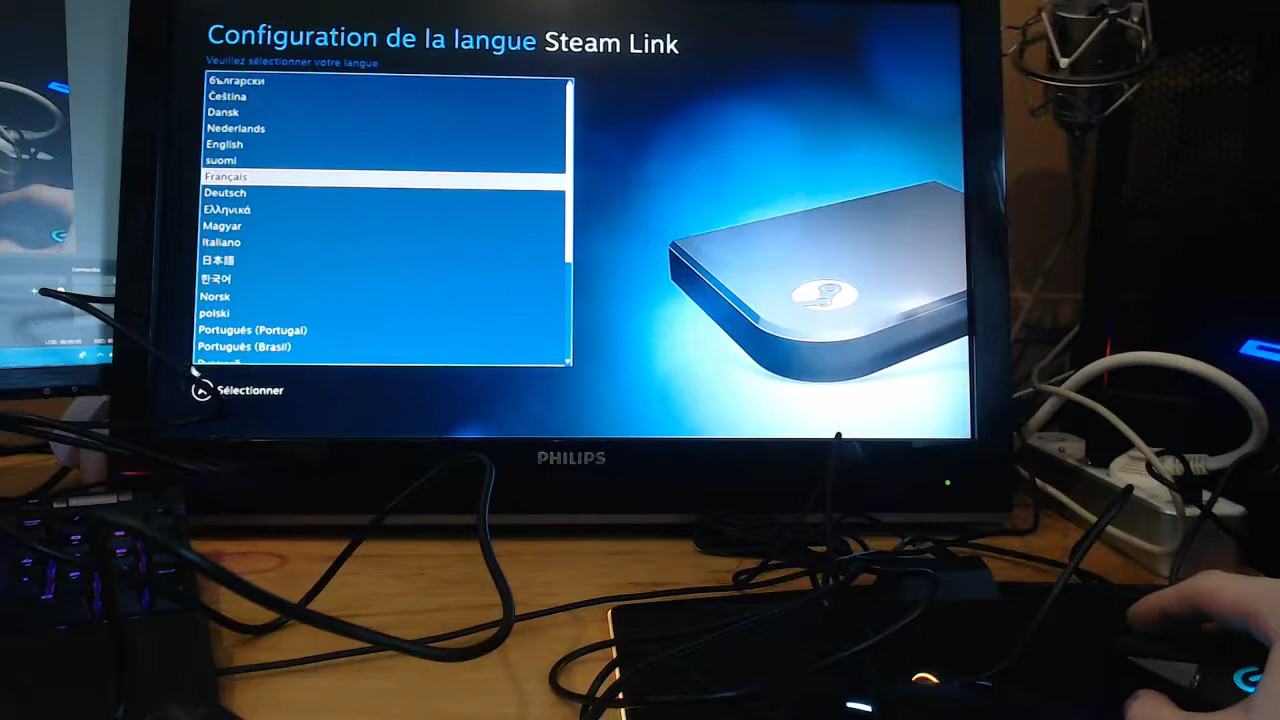 Configuration de la langue Steam Link
Veuillez sélectionner votre langue
български
Čeština
Dansk
Nederlands
English
suomi
Français
Deutsch
Ελληνικά
Magyar
Italiano
日本語
한국어
Norsk
polski
Português (Portugal)
Português (Brasil)
Sélectionner
PHILIPS